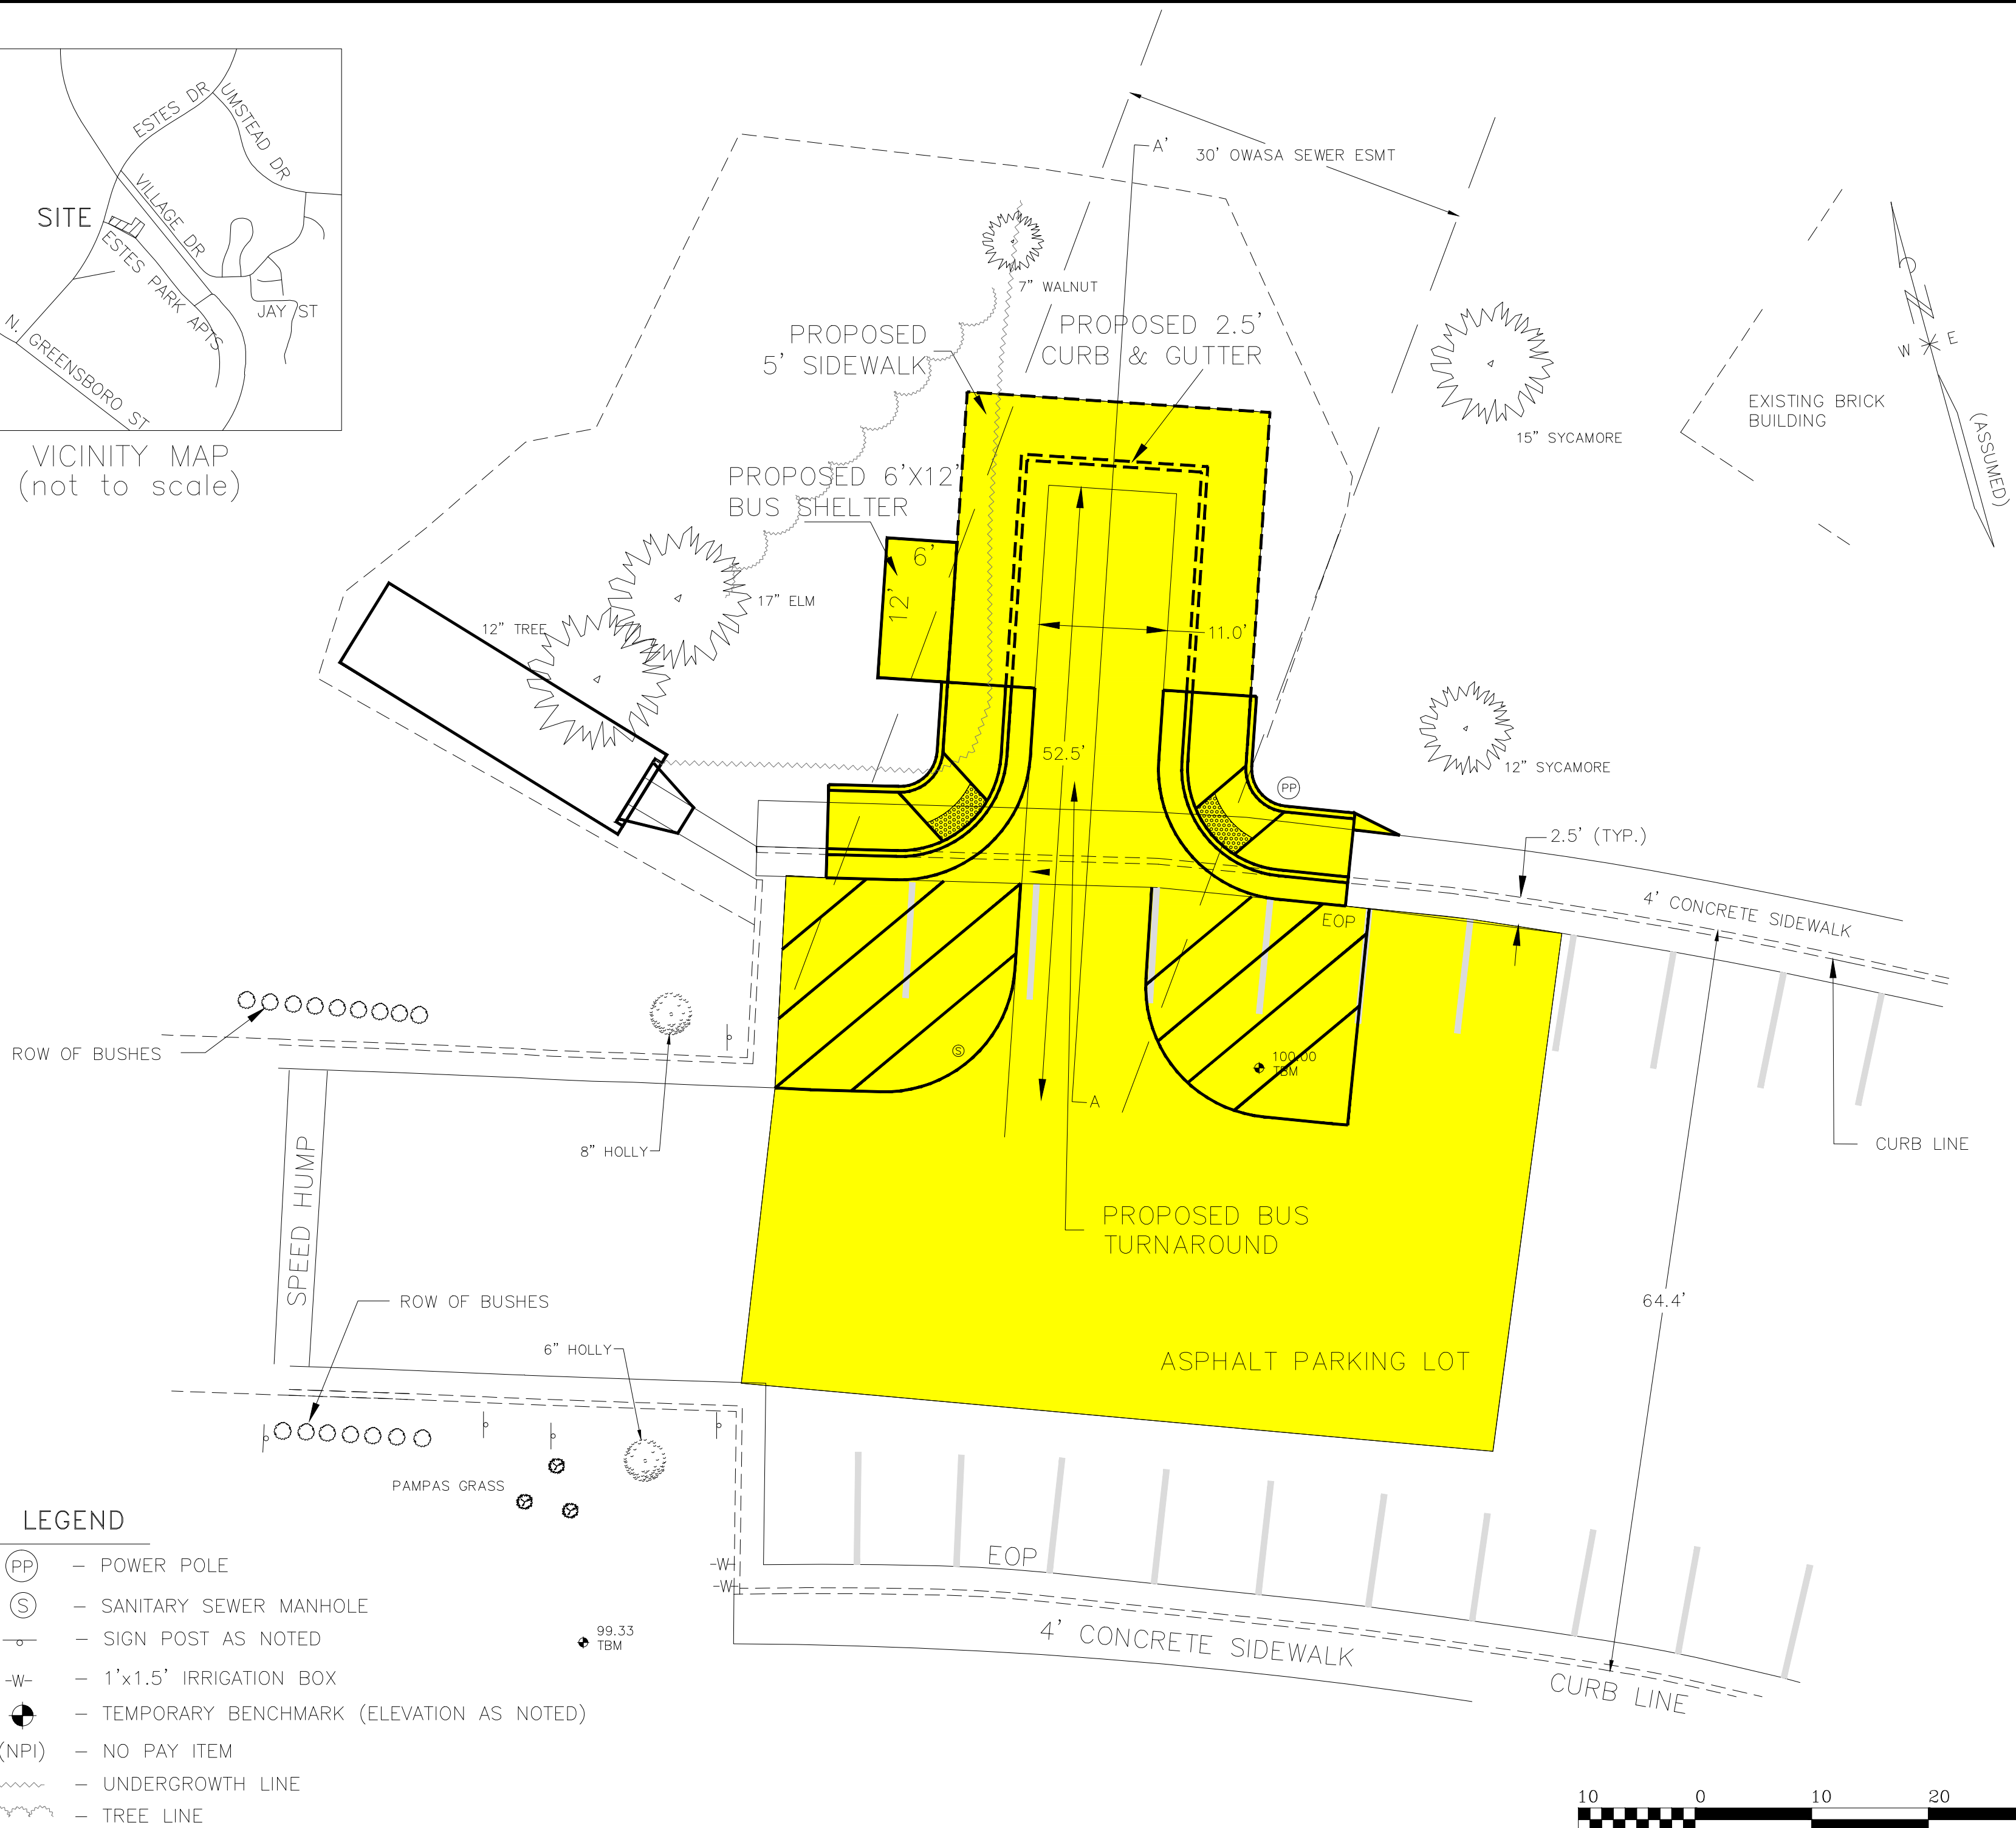 ESTES DR
UMSTEAD DR
VILLAGE DR
SITE
ESTES PARK APTS
JAY ST
N. GREENSBORO ST
VICINITY MAP
(not to scale)
A'
30' OWASA SEWER ESMT
7" WALNUT
PROPOSED
5' SIDEWALK
PROPOSED 2.5'
CURB & GUTTER
15" SYCAMORE
EXISTING BRICK
BUILDING
W E
N
(ASSUMED)
PROPOSED 6'X12'
BUS SHELTER
6'
12'
17" ELM
12" TREE
11.0'
52.5'
12" SYCAMORE
PP
2.5' (TYP.)
4' CONCRETE SIDEWALK
EOP
ROW OF BUSHES
S
100.00
TBM
A
8" HOLLY
CURB LINE
SPEED HUMP
PROPOSED BUS
TURNAROUND
64.4'
ROW OF BUSHES
6" HOLLY
ASPHALT PARKING LOT
PAMPAS GRASS
LEGEND
PP – POWER POLE
S – SANITARY SEWER MANHOLE
– SIGN POST AS NOTED
-W- – 1'x1.5' IRRIGATION BOX
– TEMPORARY BENCHMARK (ELEVATION AS NOTED)
(NPI) – NO PAY ITEM
– UNDERGROWTH LINE
– TREE LINE
-W-
-W-
99.33
TBM
EOP
4' CONCRETE SIDEWALK
CURB LINE
10 0 10 20